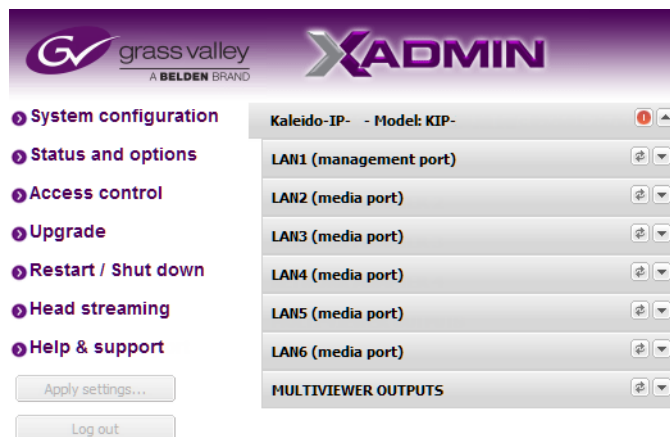 GV grass valley
A BELDEN BRAND
XADMIN
System configuration
Status and options
Access control
Upgrade
Restart / Shut down
Head streaming
Help & support
Apply settings...
Log out
Kaleido-IP- - Model: KIP-
LAN1 (management port)
LAN2 (media port)
LAN3 (media port)
LAN4 (media port)
LAN5 (media port)
LAN6 (media port)
MULTIVIEWER OUTPUTS